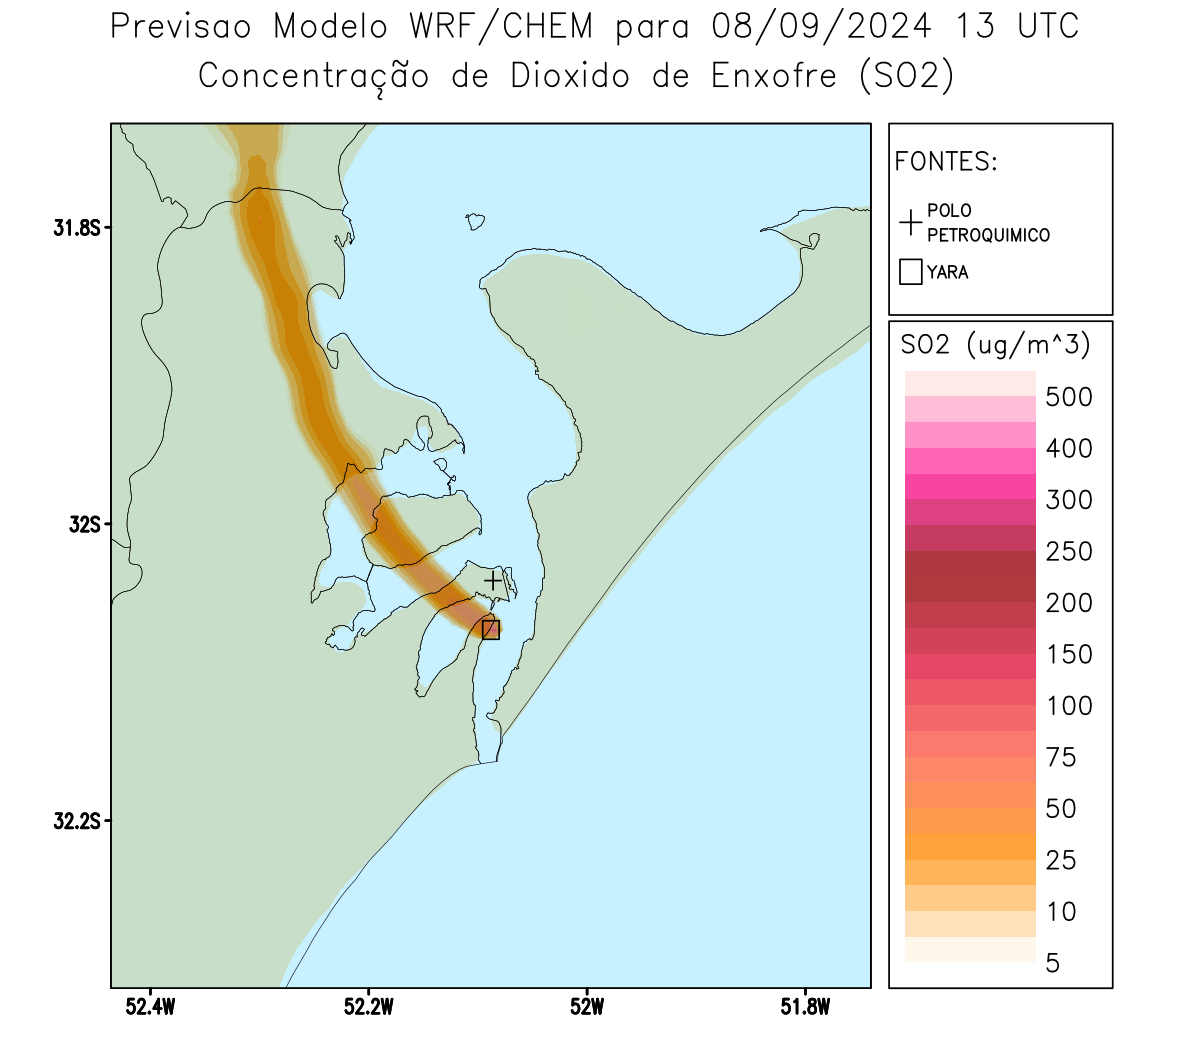 Previsao Modelo WRF/CHEM para 08/09/2024 13 UTC
Concentração de Dioxido de Enxofre (SO2)
FONTES:
POLO
PETROQUIMICO
YARA
SO2 (ug/m^3)
500
400
300
250
200
150
100
75
50
25
10
5
31.8S
32S
32.2S
52.4W
52.2W
52W
51.8W